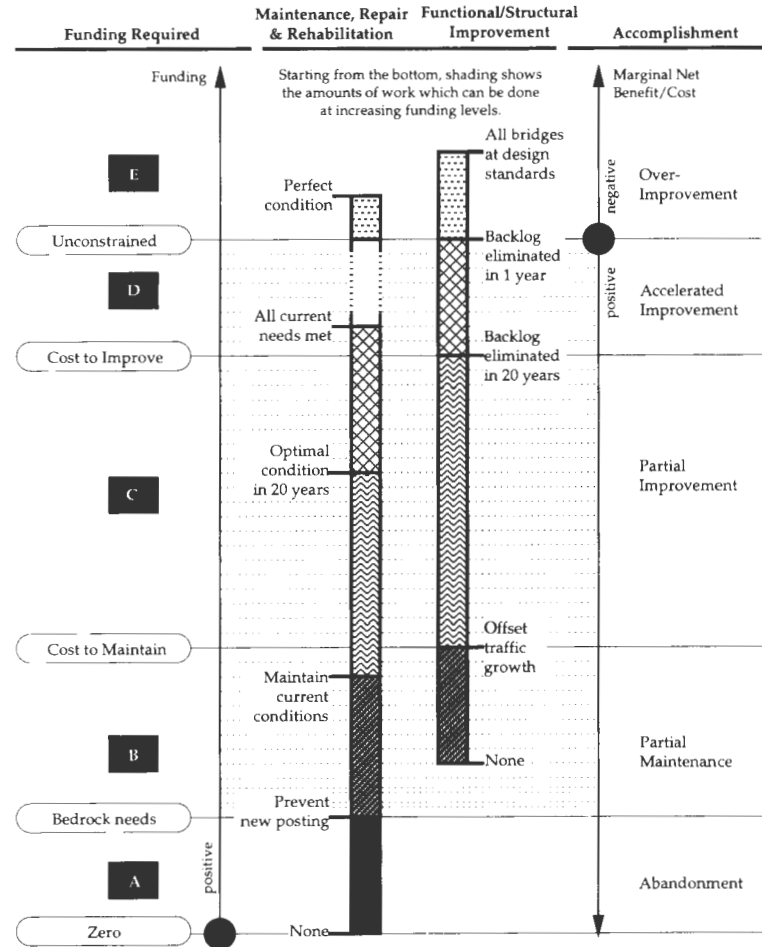 Funding Required
Maintenance, Repair
& Rehabilitation
Functional/Structural
Improvement
Accomplishment
Funding
Starting from the bottom, shading shows
the amounts of work which can be done
at increasing funding levels.
Marginal Net
Benefit/Cost
All bridges
at design
standards
E
Perfect
condition
negative
Over-
Improvement
Unconstrained
Backlog
eliminated
in 1 year
D
positive
Accelerated
Improvement
All current
needs met
Cost to Improve
Backlog
eliminated
in 20 years
Optimal
condition
in 20 years
C
Partial
Improvement
Cost to Maintain
Offset
traffic
growth
Maintain
current
conditions
B
None
Partial
Maintenance
Bedrock needs
Prevent
new posting
positive
A
Abandonment
Zero
None